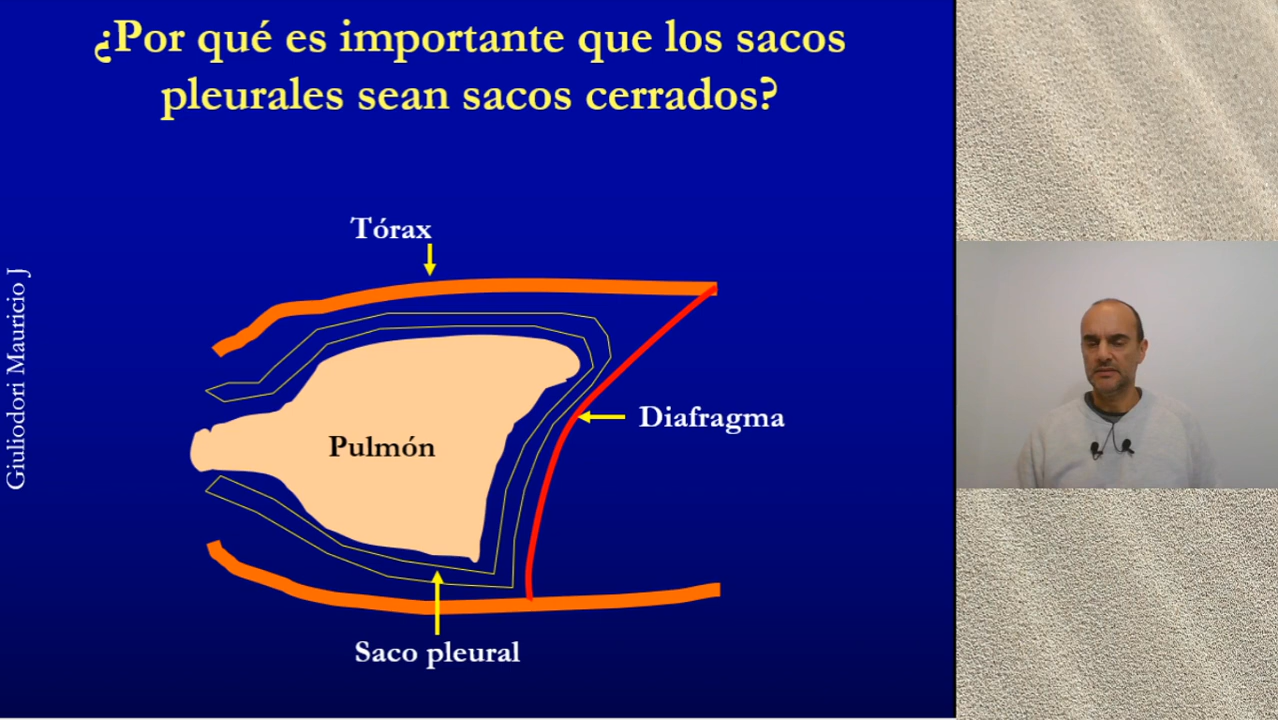 ¿Por qué es importante que los sacos
pleurales sean sacos cerrados?
Tórax
Giuliodori Mauricio J
Diafragma
Pulmón
Saco pleural